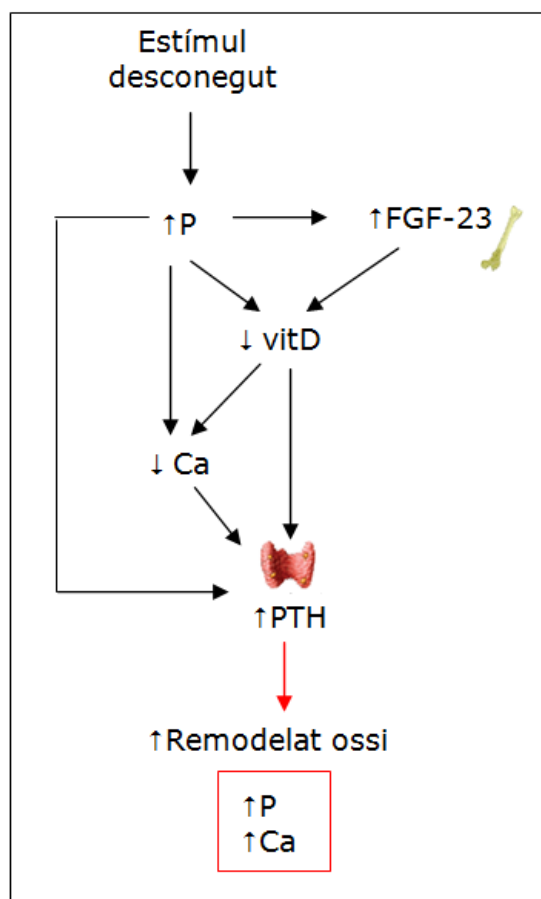 Estímul
desconegut
↑P
↑FGF-23
↓ vitD
↓ Ca
↑PTH
↑Remodelat ossi
↑P
↑Ca